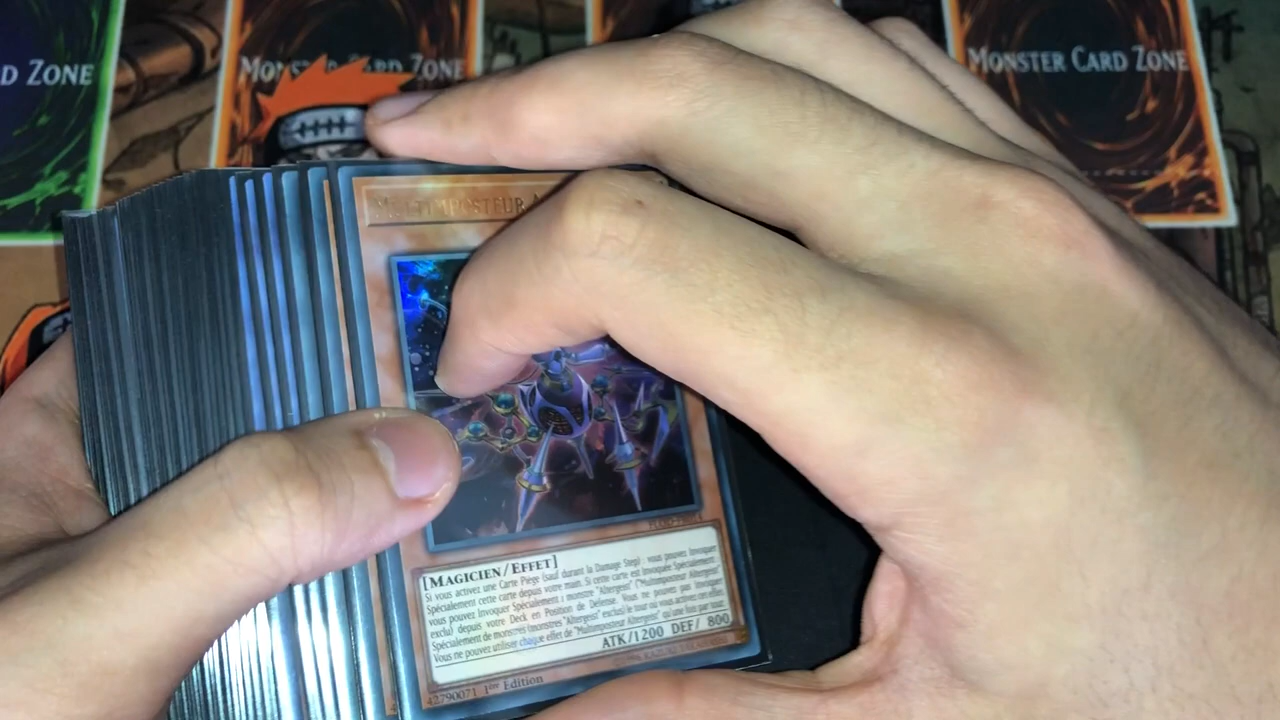 D ZONE
MONSTER CARD ZONE
MONSTER CARD ZONE
MULTIMPOSTEUR
[MAGICIEN/EFFET]
Si vous activez une Carte Piège (sauf durant la Damage Step) : vous pouvez Invoquer
Spécialement cette carte depuis votre main. Si cette carte est Invoquée Spécialement :
vous pouvez Invoquer Spécialement 1 monstre "Altergeist" ("Multimposteur Altergeist"
exclu) depuis votre Deck en Position de Défense. Vous ne pouvez pas Invoquer
Spécialement de monstres (monstres "Altergeist" exclus) le tour où vous activez cet effet.
Vous ne pouvez utiliser chaque effet de "Multimposteur Altergeist" qu'une fois par tour.
ATK/1200 DEF/ 800
42790071 1ère Edition